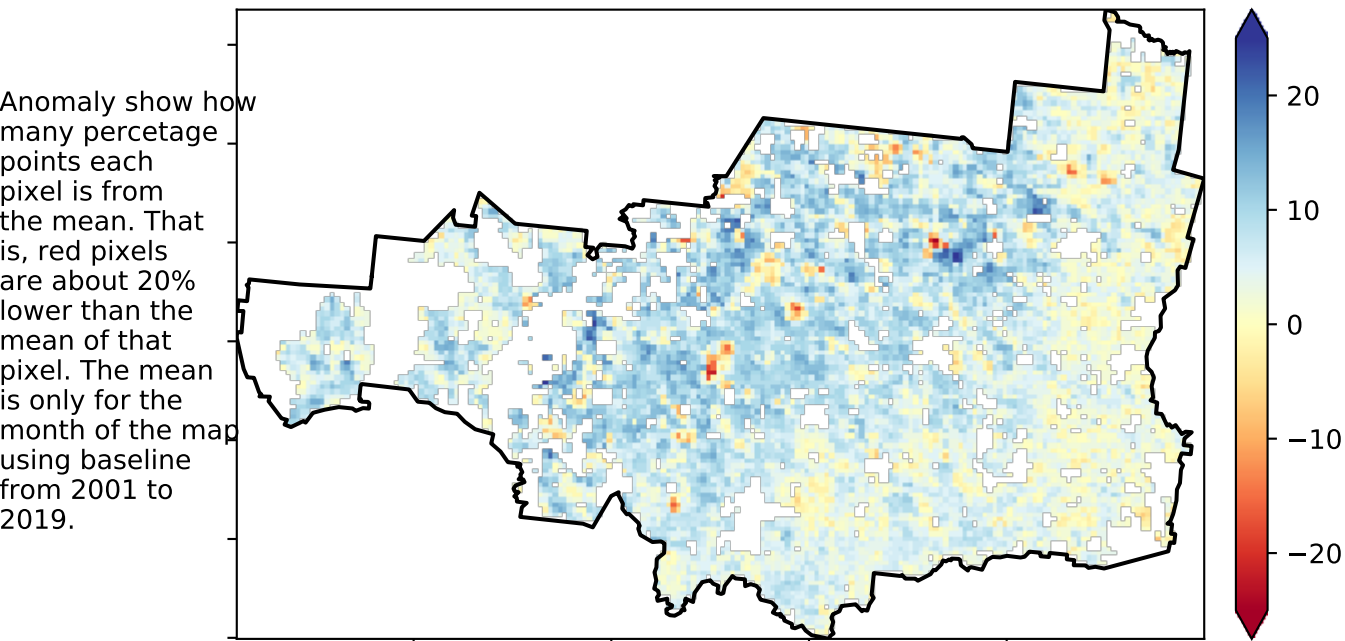 Anomaly show how
many percetage
points each
pixel is from
the mean. That
is, red pixels
are about 20%
lower than the
mean of that
pixel. The mean
is only for the
month of the map
using baseline
from 2001 to
2019.
20
10
0
−10
−20